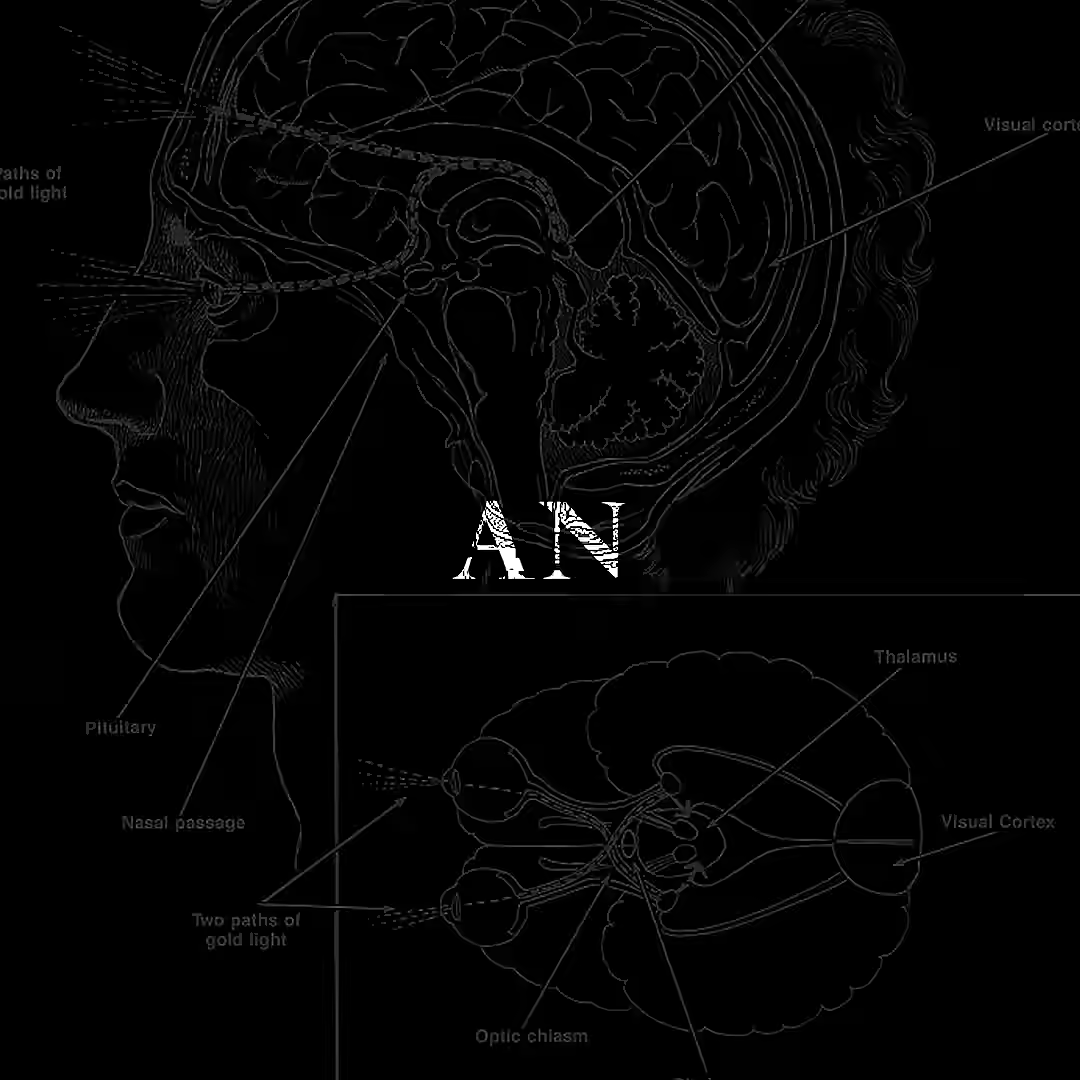 Visual corte
Paths of
old light
AN
Thalamus
Pituitary
Nasal passage
Visual Cortex
Two paths of
gold light
Optic chiasm